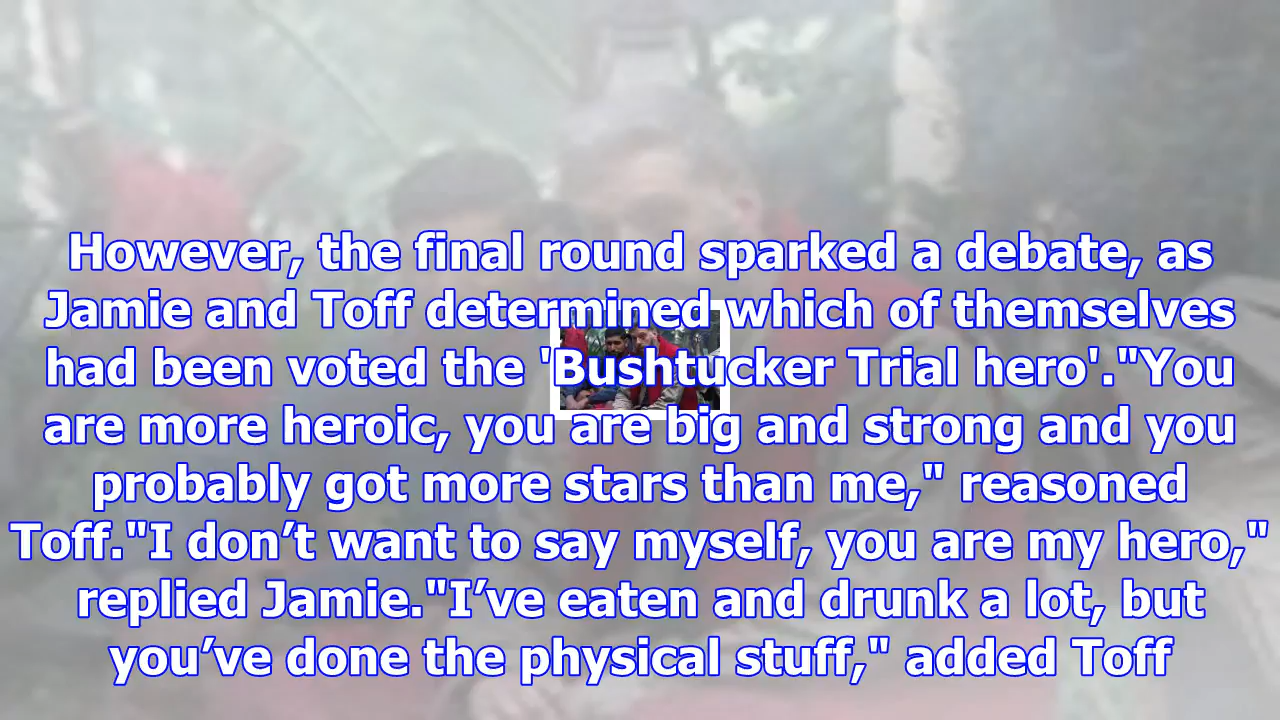 However, the final round sparked a debate, as
Jamie and Toff determined which of themselves
had been voted the 'Bushtucker Trial hero'."You
are more heroic, you are big and strong and you
probably got more stars than me," reasoned
Toff."I don’t want to say myself, you are my hero,"
replied Jamie."I’ve eaten and drunk a lot, but
you’ve done the physical stuff," added Toff